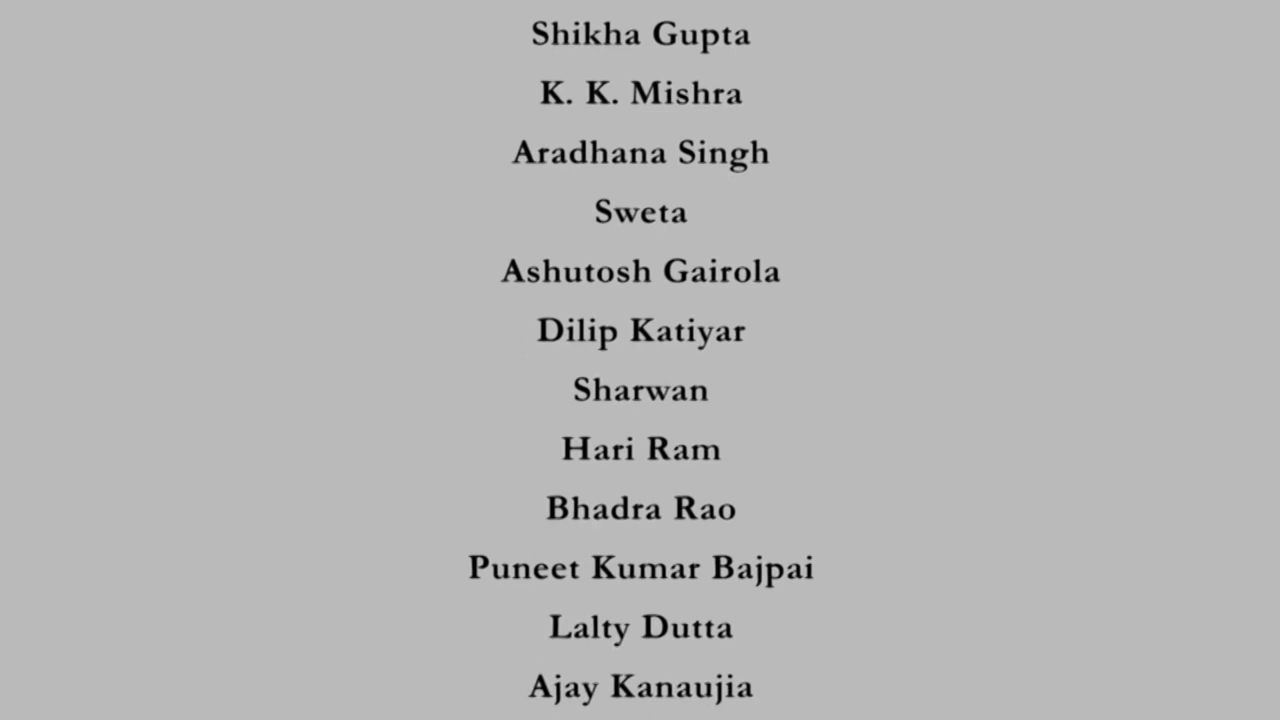 Shikha Gupta
K. K. Mishra
Aradhana Singh
Sweta
Ashutosh Gairola
Dilip Katiyar
Sharwan
Hari Ram
Bhadra Rao
Puneet Kumar Bajpai
Lalty Dutta
Ajay Kanaujia